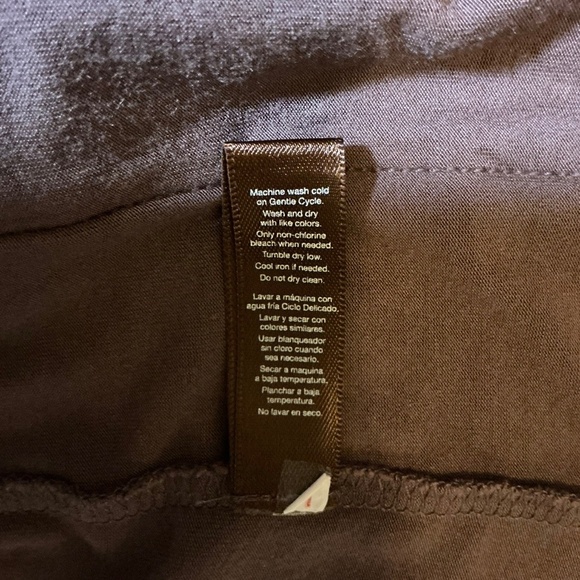 Machine wash cold
on Gentle Cycle.
Wash and dry
with like colors.
Only non-chlorine
bleach when needed.
Tumble dry low.
Cool iron if needed.
Do not dry clean.
Lavar a máquina con
agua fría Ciclo Delicado.
Lavar y secar con
colores similares.
Usar blanqueador
sin cloro cuando
sea necesario.
Secar a maquina
a baja temperatura.
Planchar a baja
temperatura.
No lavar en seco.